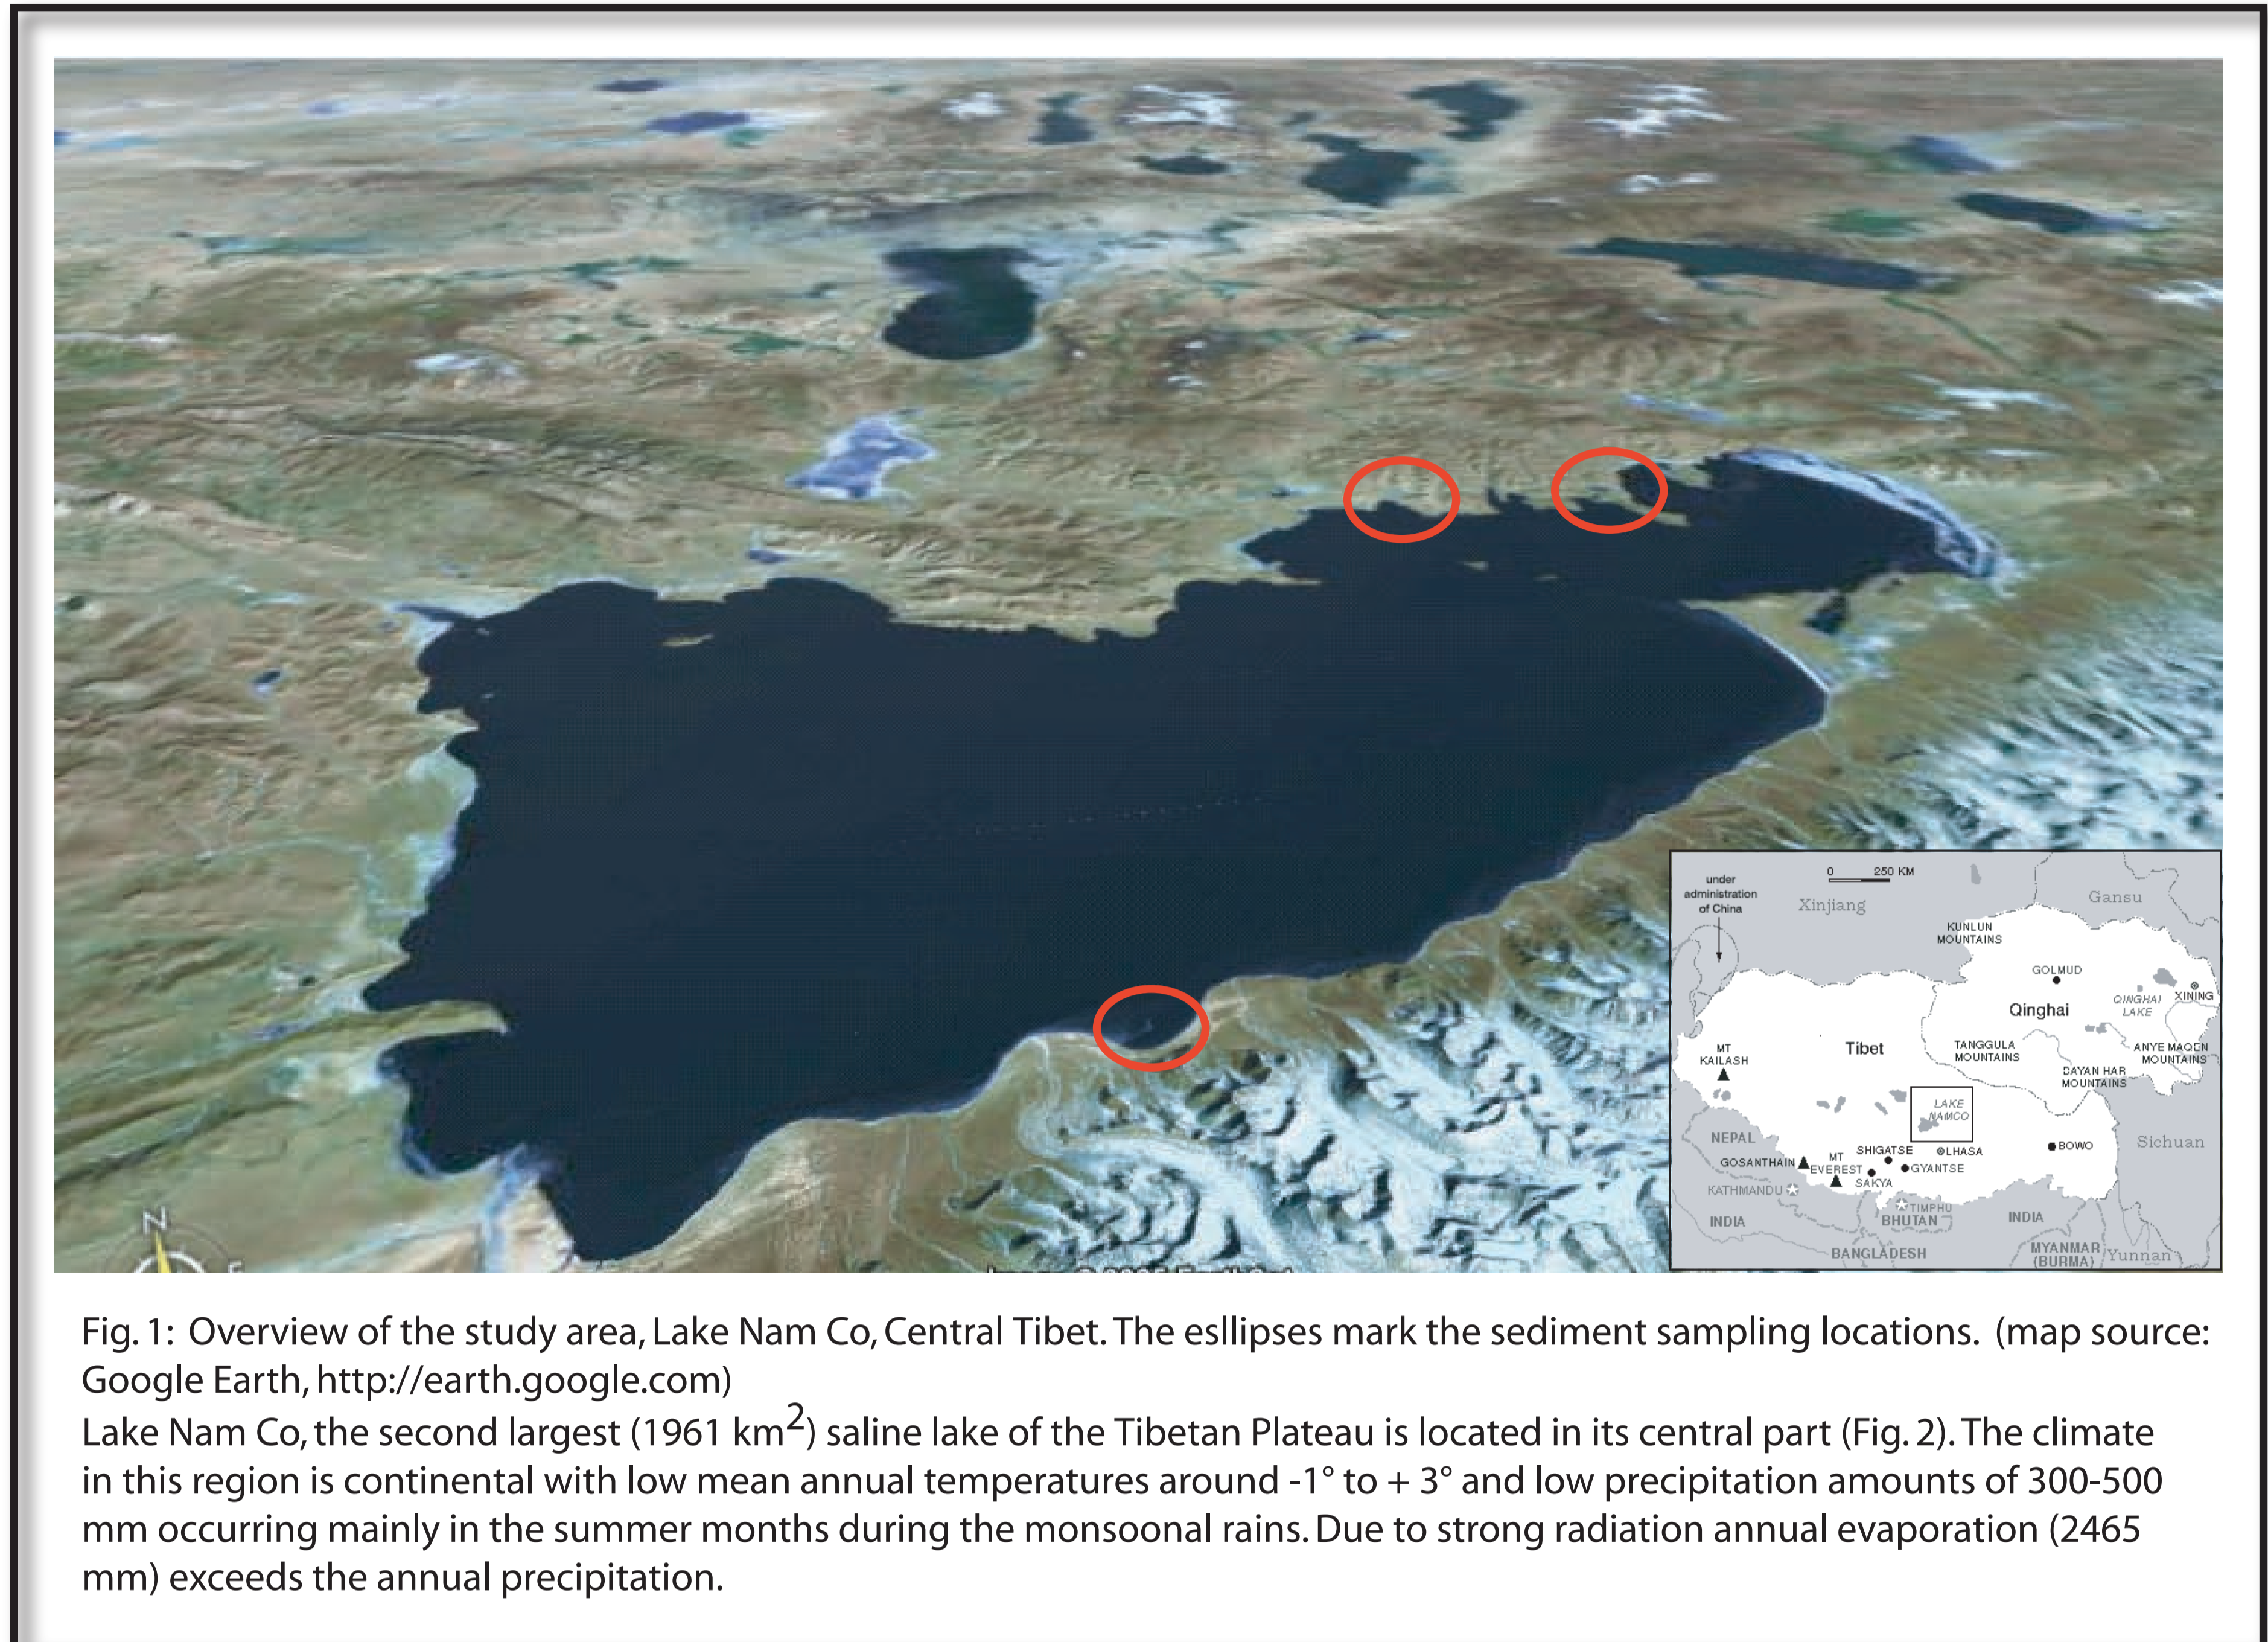 under
administration
of China
0 250 KM
Xinjiang
Gansu
KUNLUN
MOUNTAINS
GOLMUD
Qinghai
QINGHAI
LAKE
XINING
MT
KAILASH
Tibet
TANGGULA
MOUNTAINS
ANYE MAQEN
MOUNTAINS
DAYAN HAR
MOUNTAINS
LAKE
NAMCO
NEPAL
GOSANTHAIN
MT
EVEREST
SHIGATSE
LHASA
GYANTSE
SAKYA
BOWO
Sichuan
KATHMANDU
TIMPHU
BHUTAN
INDIA
INDIA
BANGLADESH
MYANMAR
(BURMA)
Yunnan
N
Fig. 1: Overview of the study area, Lake Nam Co, Central Tibet. The esllipses mark the sediment sampling locations. (map source:
Google Earth, http://earth.google.com)
Lake Nam Co, the second largest (1961 km²) saline lake of the Tibetan Plateau is located in its central part (Fig. 2). The climate
in this region is continental with low mean annual temperatures around -1° to + 3° and low precipitation amounts of 300-500
mm occurring mainly in the summer months during the monsoonal rains. Due to strong radiation annual evaporation (2465
mm) exceeds the annual precipitation.